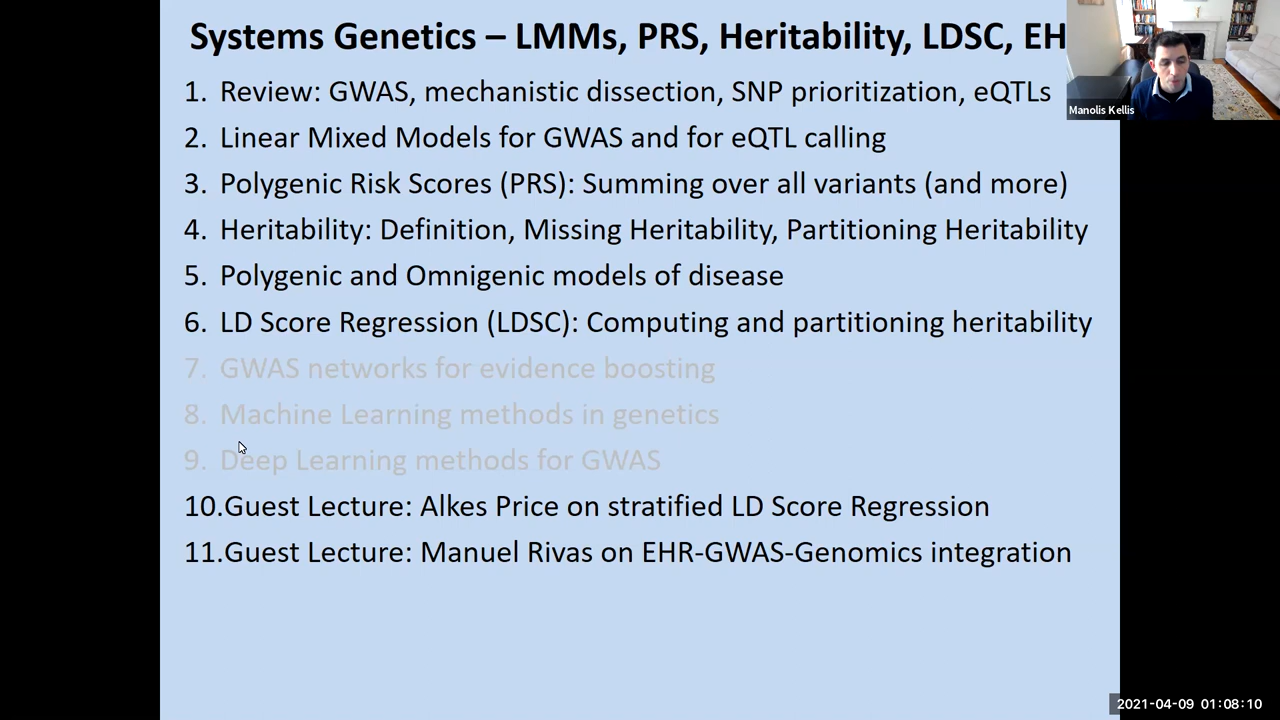 Systems Genetics – LMMs, PRS, Heritability, LDSC, EH
1. Review: GWAS, mechanistic dissection, SNP prioritization, eQTLs
2. Linear Mixed Models for GWAS and for eQTL calling
3. Polygenic Risk Scores (PRS): Summing over all variants (and more)
4. Heritability: Definition, Missing Heritability, Partitioning Heritability
5. Polygenic and Omnigenic models of disease
6. LD Score Regression (LDSC): Computing and partitioning heritability
7. GWAS networks for evidence boosting
8. Machine Learning methods in genetics
9. Deep Learning methods for GWAS
10.Guest Lecture: Alkes Price on stratified LD Score Regression
11.Guest Lecture: Manuel Rivas on EHR-GWAS-Genomics integration
Manolis Kellis
2021-04-09 01:08:10